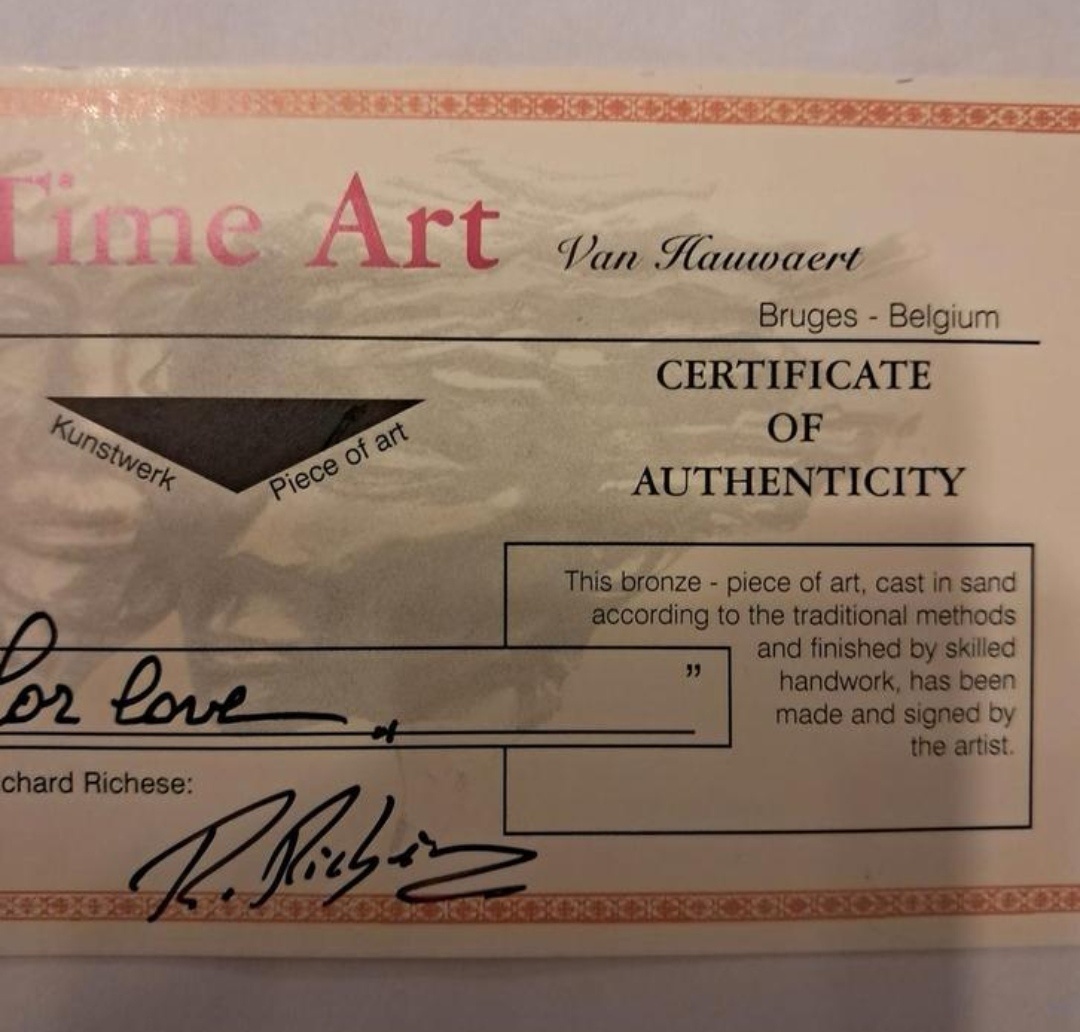 Time Art Van Hauwaert
Bruges - Belgium
CERTIFICATE
OF
AUTHENTICITY
Kunstwerk
Piece of art
This bronze - piece of art, cast in sand
according to the traditional methods
and finished by skilled
handwork, has been
made and signed by
the artist.
for love ”
chard Richese:
R.